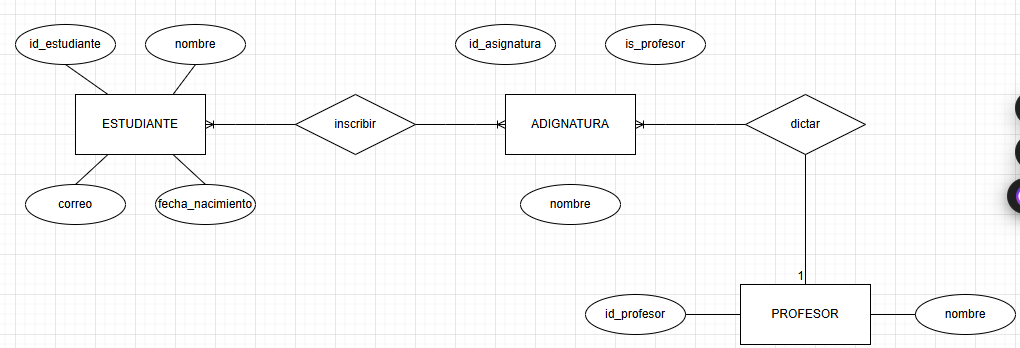 id_estudiante
nombre
id_asignatura
is_profesor
ESTUDIANTE
inscribir
ADIGNATURA
dictar
correo
fecha_nacimiento
nombre
1
id_profesor
PROFESOR
nombre